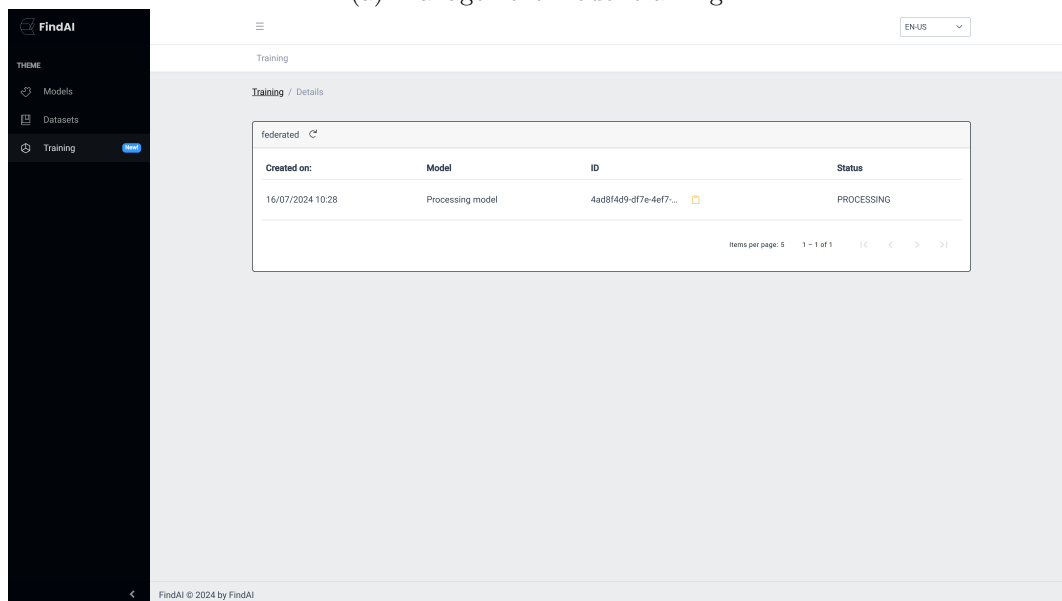 FindAI
EN-US
THEME
Training
Models
Training / Details
Datasets
Training New!
federated
Created on: Model ID Status
16/07/2024 10:28 Processing model 4ad8f4d9-df7e-4ef7-... PROCESSING
Items per page: 5 1 – 1 of 1
FindAI © 2024 by FindAI